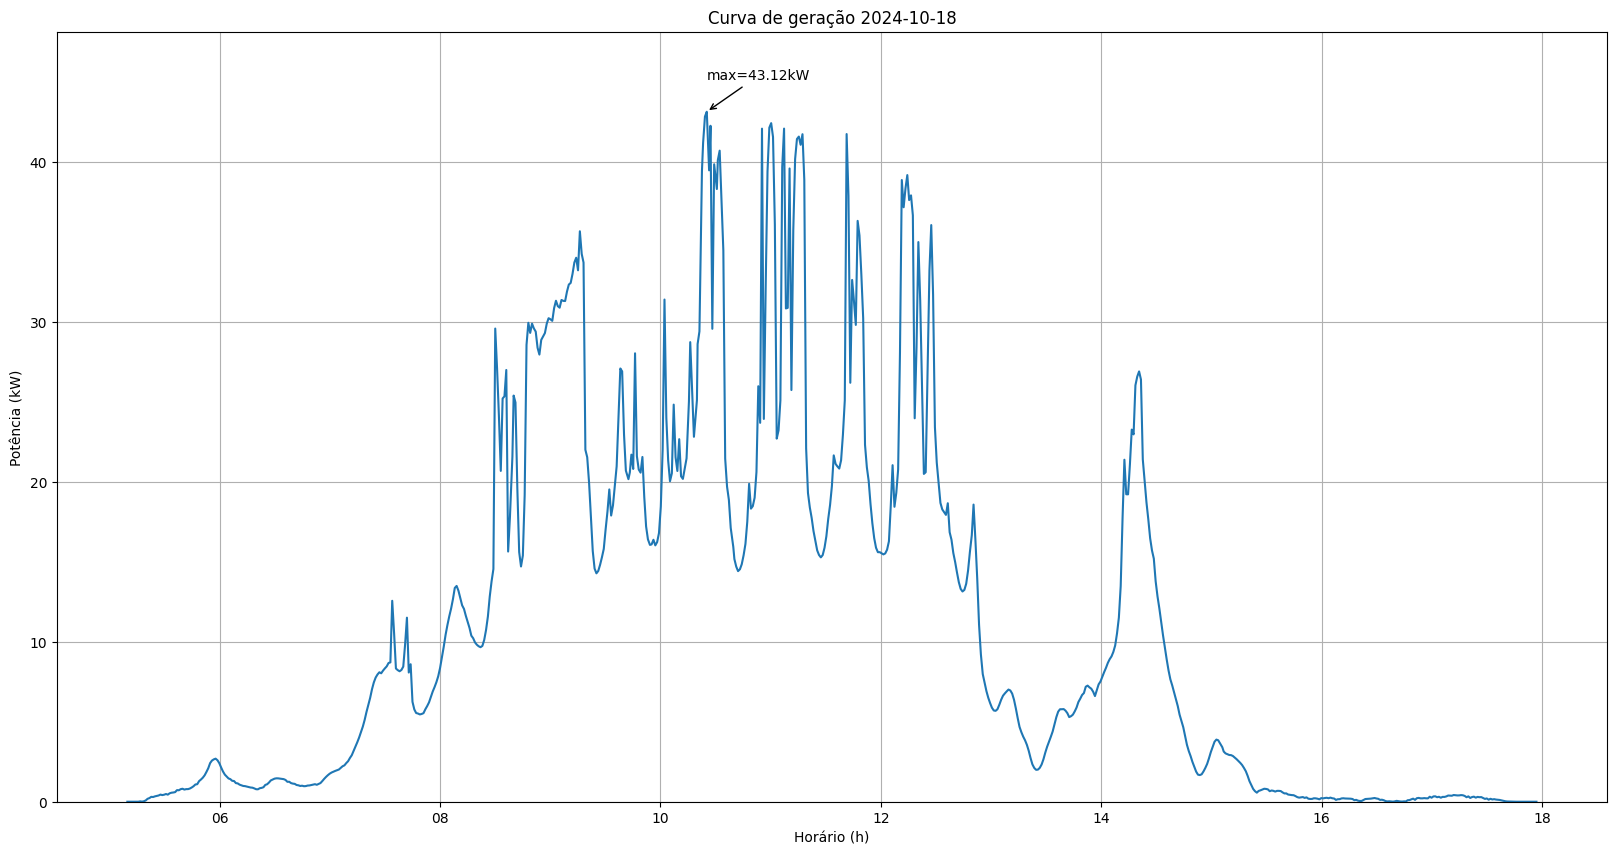 Curva de geração 2024-10-18
max=43.12kW
Potência (kW)
40
30
20
10
0
06 08 10 12 14 16 18
Horário (h)